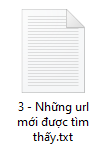 3 - Những url
mới được tìm
thấy.txt